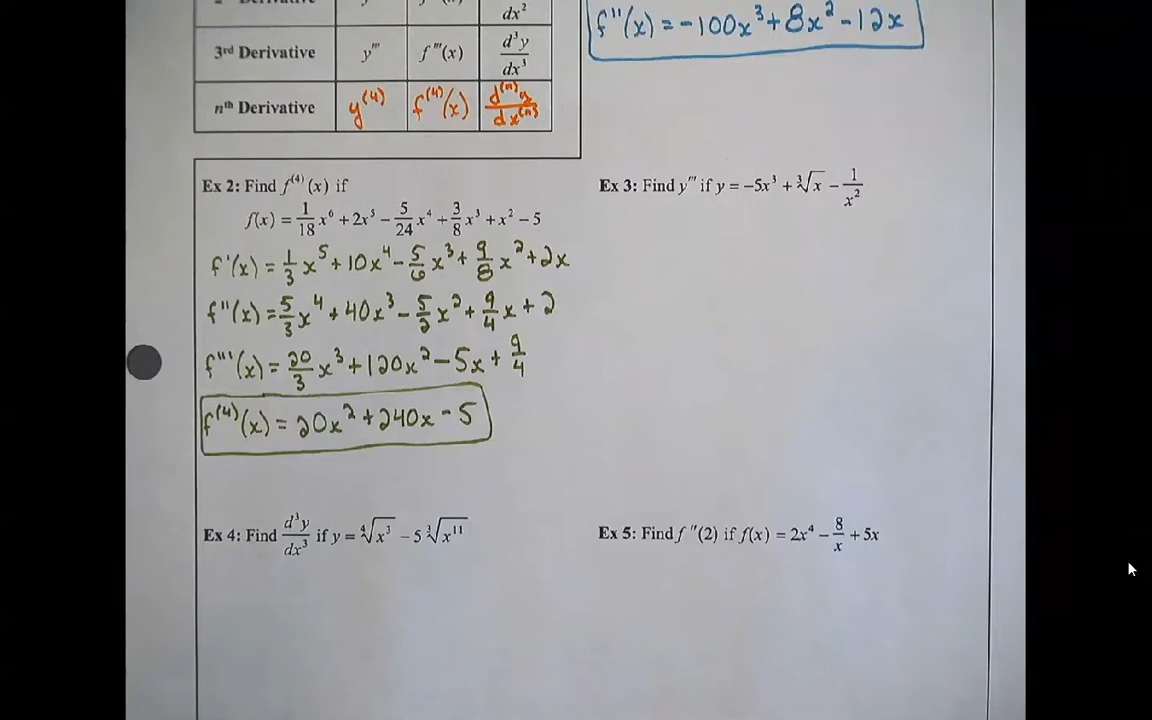 dx²
f''(x) = -100x³ + 8x² - 12x
3rd Derivative y''' f'''(x) d³y/dx³
nth Derivative y⁽⁴⁾ f⁽⁴⁾(x) d⁽ⁿ⁾y/dx⁽ⁿ⁾
Ex 2: Find f⁽⁴⁾(x) if
f(x) = 1/18 x⁶ + 2x⁵ - 5/24 x⁴ + 3/8 x³ + x² - 5
f'(x) = 1/3 x⁵ + 10x⁴ - 5/6 x³ + 9/8 x² + 2x
f''(x) = 5/3 x⁴ + 40x³ - 5/2 x² + 9/4 x + 2
f'''(x) = 20/3 x³ + 120x² - 5x + 9/4
f⁽⁴⁾(x) = 20x² + 240x - 5
Ex 3: Find y''' if y = -5x³ + ∛x - 1/x²
Ex 4: Find d³y/dx³ if y = ∜x³ - 5∛x¹¹
Ex 5: Find f ''(2) if f(x) = 2x⁴ - 8/x + 5x